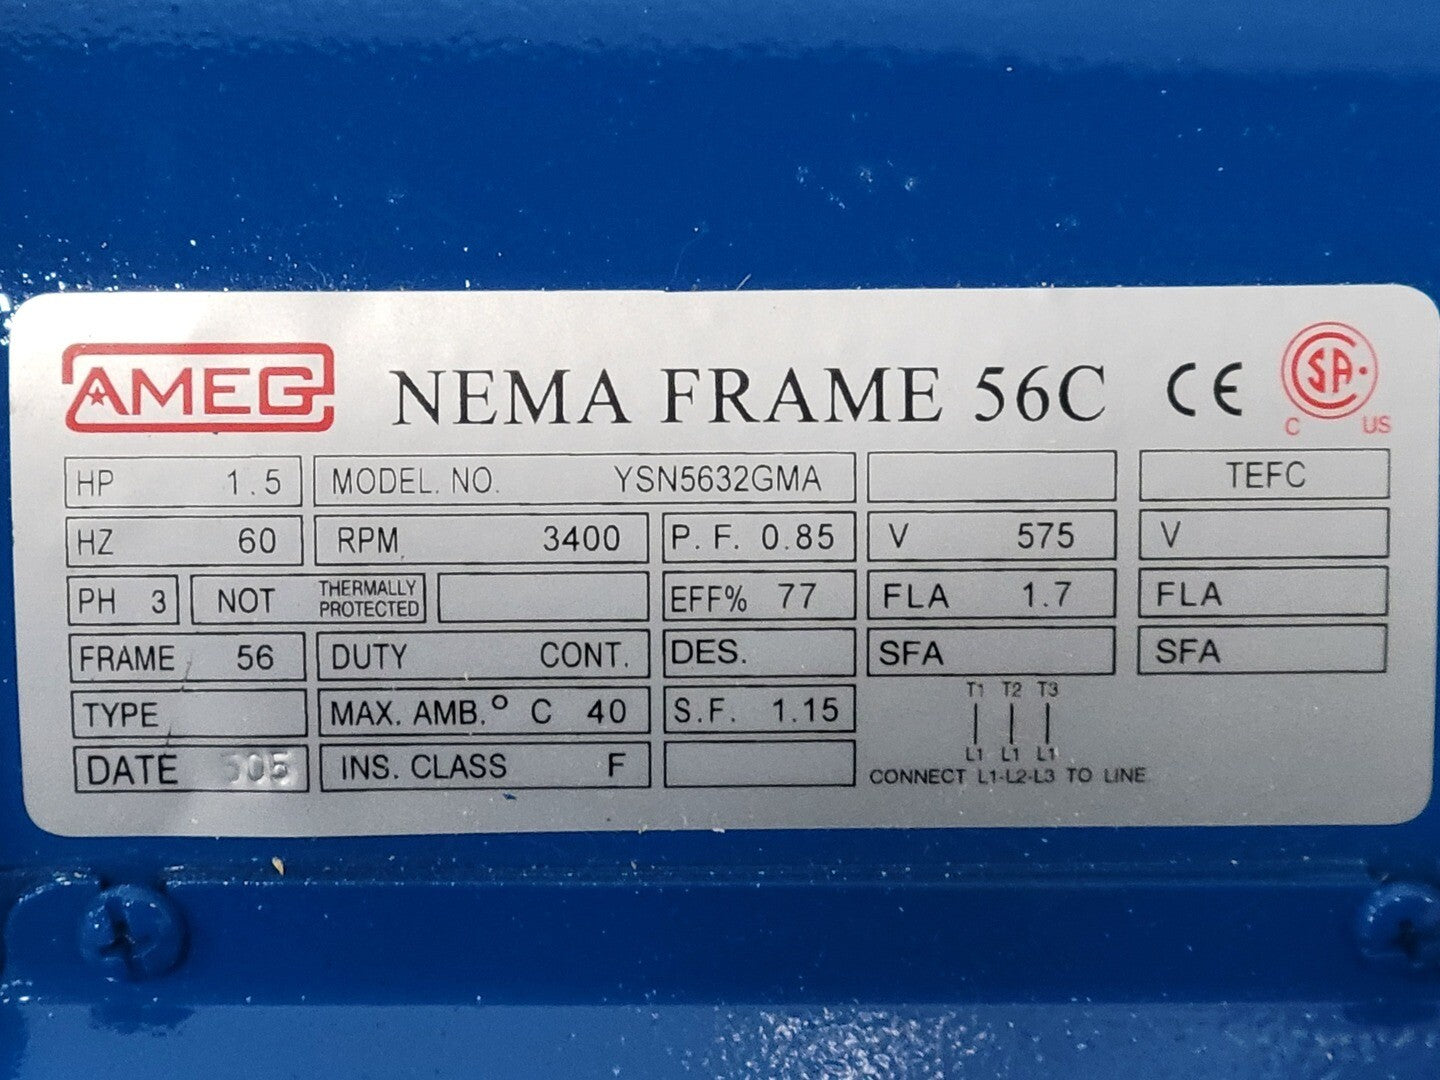 AMEG NEMA FRAME 56C CE CSA C US
HP 1.5 MODEL. NO. YSN5632GMA TEFC
HZ 60 RPM 3400 P. F. 0.85 V 575 V
PH 3 NOT THERMALLY PROTECTED EFF% 77 FLA 1.7 FLA
FRAME 56 DUTY CONT. DES. SFA SFA
TYPE MAX. AMB.° C 40 S.F. 1.15
T1 T2 T3
DATE INS. CLASS F
L1 L1 L1
CONNECT L1-L2-L3 TO LINE